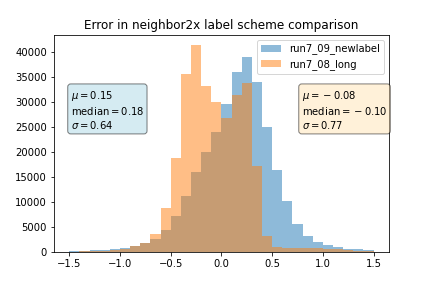 Error in neighbor2x label scheme comparison
run7_09_newlabel
run7_08_long
μ = 0.15
median = 0.18
σ = 0.64
μ = −0.08
median = −0.10
σ = 0.77
40000
35000
30000
25000
20000
15000
10000
5000
0
−1.5 −1.0 −0.5 0.0 0.5 1.0 1.5